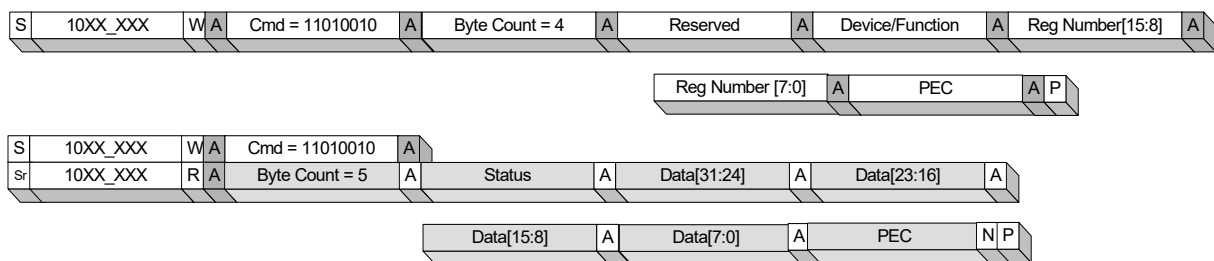 S 10XX_XXX W A Cmd = 11010010 A Byte Count = 4 A Reserved A Device/Function A Reg Number[15:8] A
Reg Number [7:0] A PEC A P
S 10XX_XXX W A Cmd = 11010010 A
Sr 10XX_XXX R A Byte Count = 5 A Status A Data[31:24] A Data[23:16] A
Data[15:8] A Data[7:0] A PEC N P